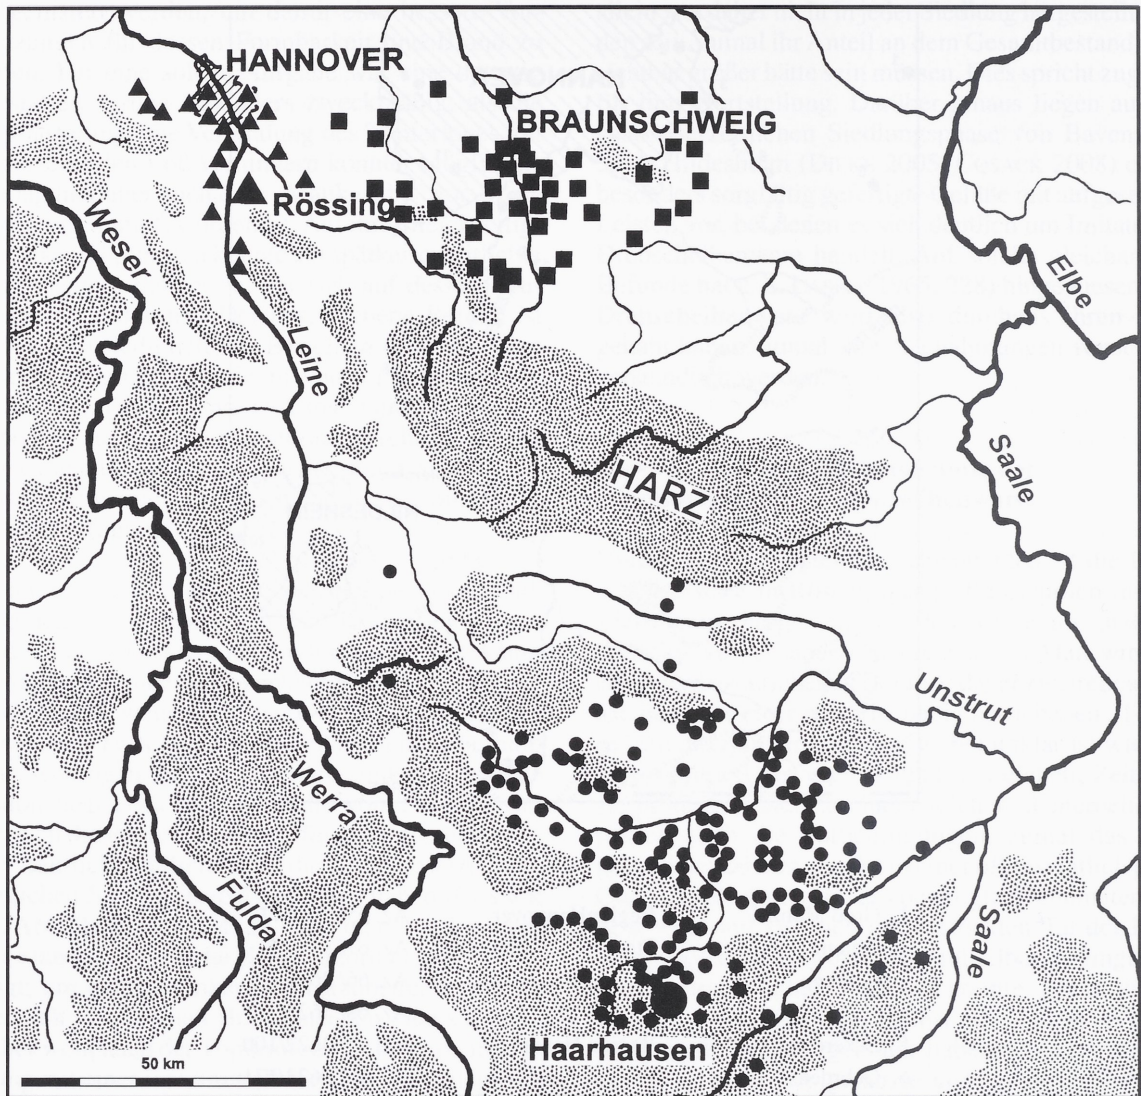 HANNOVER
BRAUNSCHWEIG
Rössing
Weser
Leine
Elbe
HARZ
Saale
Unstrut
Werra
Fulda
Saale
Haarhausen
50 km